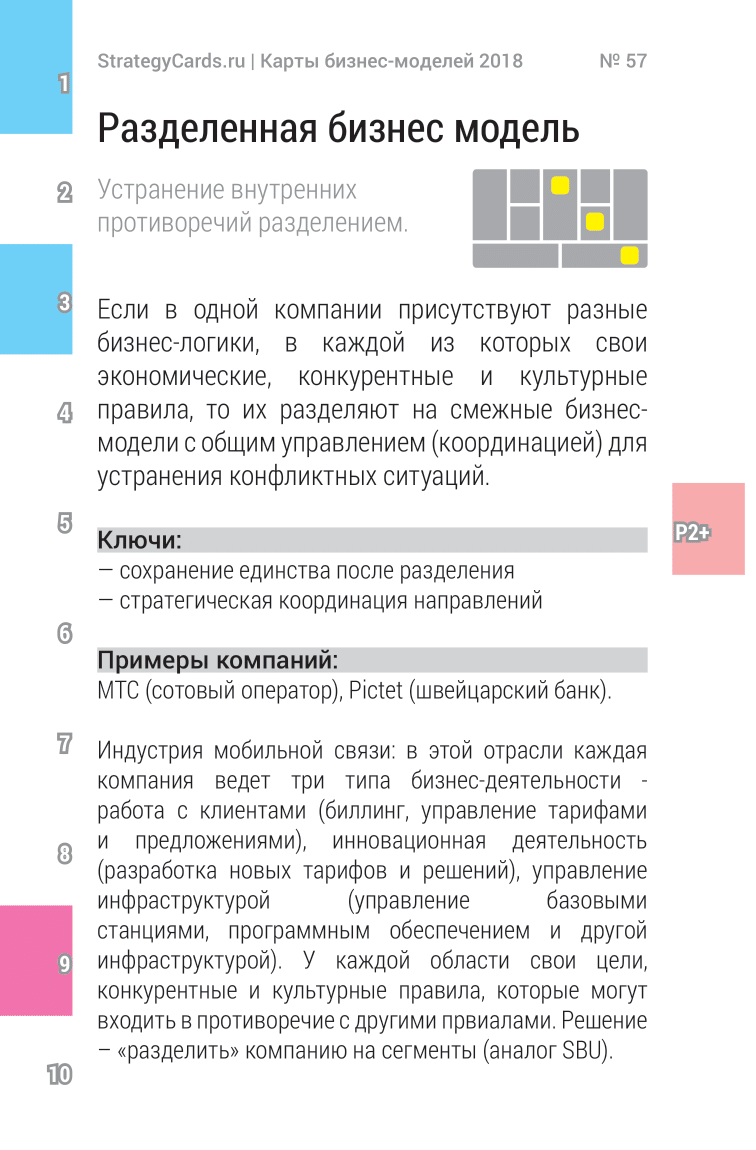 StrategyCards.ru | Карты бизнес-моделей 2018 № 57
1
Разделенная бизнес модель
2
Устранение внутренних
противоречий разделением.
3
Если в одной компании присутствуют разные
бизнес-логики, в каждой из которых свои
экономические, конкурентные и культурные
4
правила, то их разделяют на смежные бизнес-
модели с общим управлением (координацией) для
устранения конфликтных ситуаций.
5
P2+
Ключи:
— сохранение единства после разделения
— стратегическая координация направлений
6
Примеры компаний:
МТС (сотовый оператор), Pictet (швейцарский банк).
7
Индустрия мобильной связи: в этой отрасли каждая
компания ведет три типа бизнес-деятельности -
работа с клиентами (биллинг, управление тарифами
и предложениями), инновационная деятельность
8
(разработка новых тарифов и решений), управление
инфраструктурой (управление базовыми
станциями, программным обеспечением и другой
9
инфраструктурой). У каждой области свои цели,
конкурентные и культурные правила, которые могут
входить в противоречие с другими првиалами. Решение
– «разделить» компанию на сегменты (аналог SBU).
10